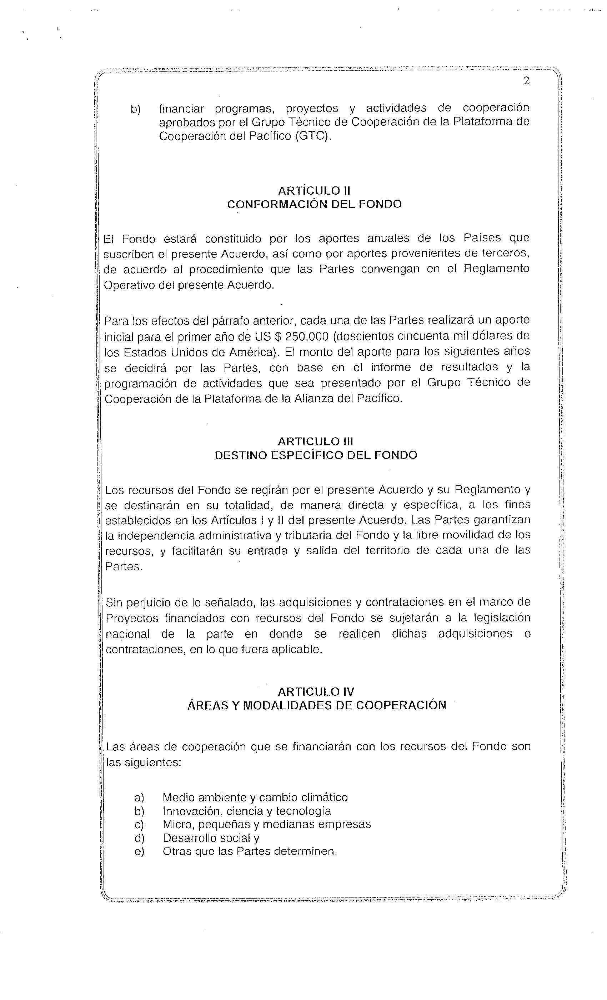 2
b) financiar programas, proyectos y actividades de cooperación
aprobados por el Grupo Técnico de Cooperación de la Plataforma de
Cooperación del Pacífico (GTC).
ARTÍCULO II
CONFORMACIÓN DEL FONDO
El Fondo estará constituido por los aportes anuales de los Países que
suscriben el presente Acuerdo, así como por aportes provenientes de terceros,
de acuerdo al procedimiento que las Partes convengan en el Reglamento
Operativo del presente Acuerdo.
Para los efectos del párrafo anterior, cada una de las Partes realizará un aporte
inicial para el primer año de US $ 250.000 (doscientos cincuenta mil dólares de
los Estados Unidos de América). El monto del aporte para los siguientes años
se decidirá por las Partes, con base en el informe de resultados y la
programación de actividades que sea presentado por el Grupo Técnico de
Cooperación de la Plataforma de la Alianza del Pacífico.
ARTICULO III
DESTINO ESPECÍFICO DEL FONDO
Los recursos del Fondo se regirán por el presente Acuerdo y su Reglamento y
se destinarán en su totalidad, de manera directa y específica, a los fines
establecidos en los Artículos I y II del presente Acuerdo. Las Partes garantizan
la independencia administrativa y tributaria del Fondo y la libre movilidad de los
recursos, y facilitarán su entrada y salida del territorio de cada una de las
Partes.
Sin perjuicio de lo señalado, las adquisiciones y contrataciones en el marco de
Proyectos financiados con recursos del Fondo se sujetarán a la legislación
nacional de la parte en donde se realicen dichas adquisiciones o
contrataciones, en lo que fuera aplicable.
ARTICULO IV
ÁREAS Y MODALIDADES DE COOPERACIÓN
Las áreas de cooperación que se financiarán con los recursos del Fondo son
las siguientes:
a) Medio ambiente y cambio climático
b) Innovación, ciencia y tecnología
c) Micro, pequeñas y medianas empresas
d) Desarrollo social y
e) Otras que las Partes determinen.